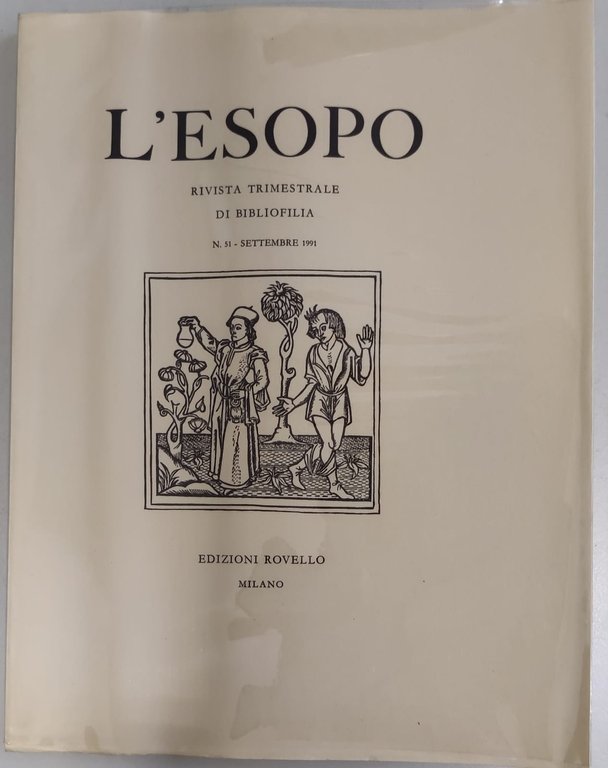 L'ESOPO
RIVISTA TRIMESTRALE
DI BIBLIOFILIA
N. 51 - SETTEMBRE 1991
EDIZIONI ROVELLO
MILANO